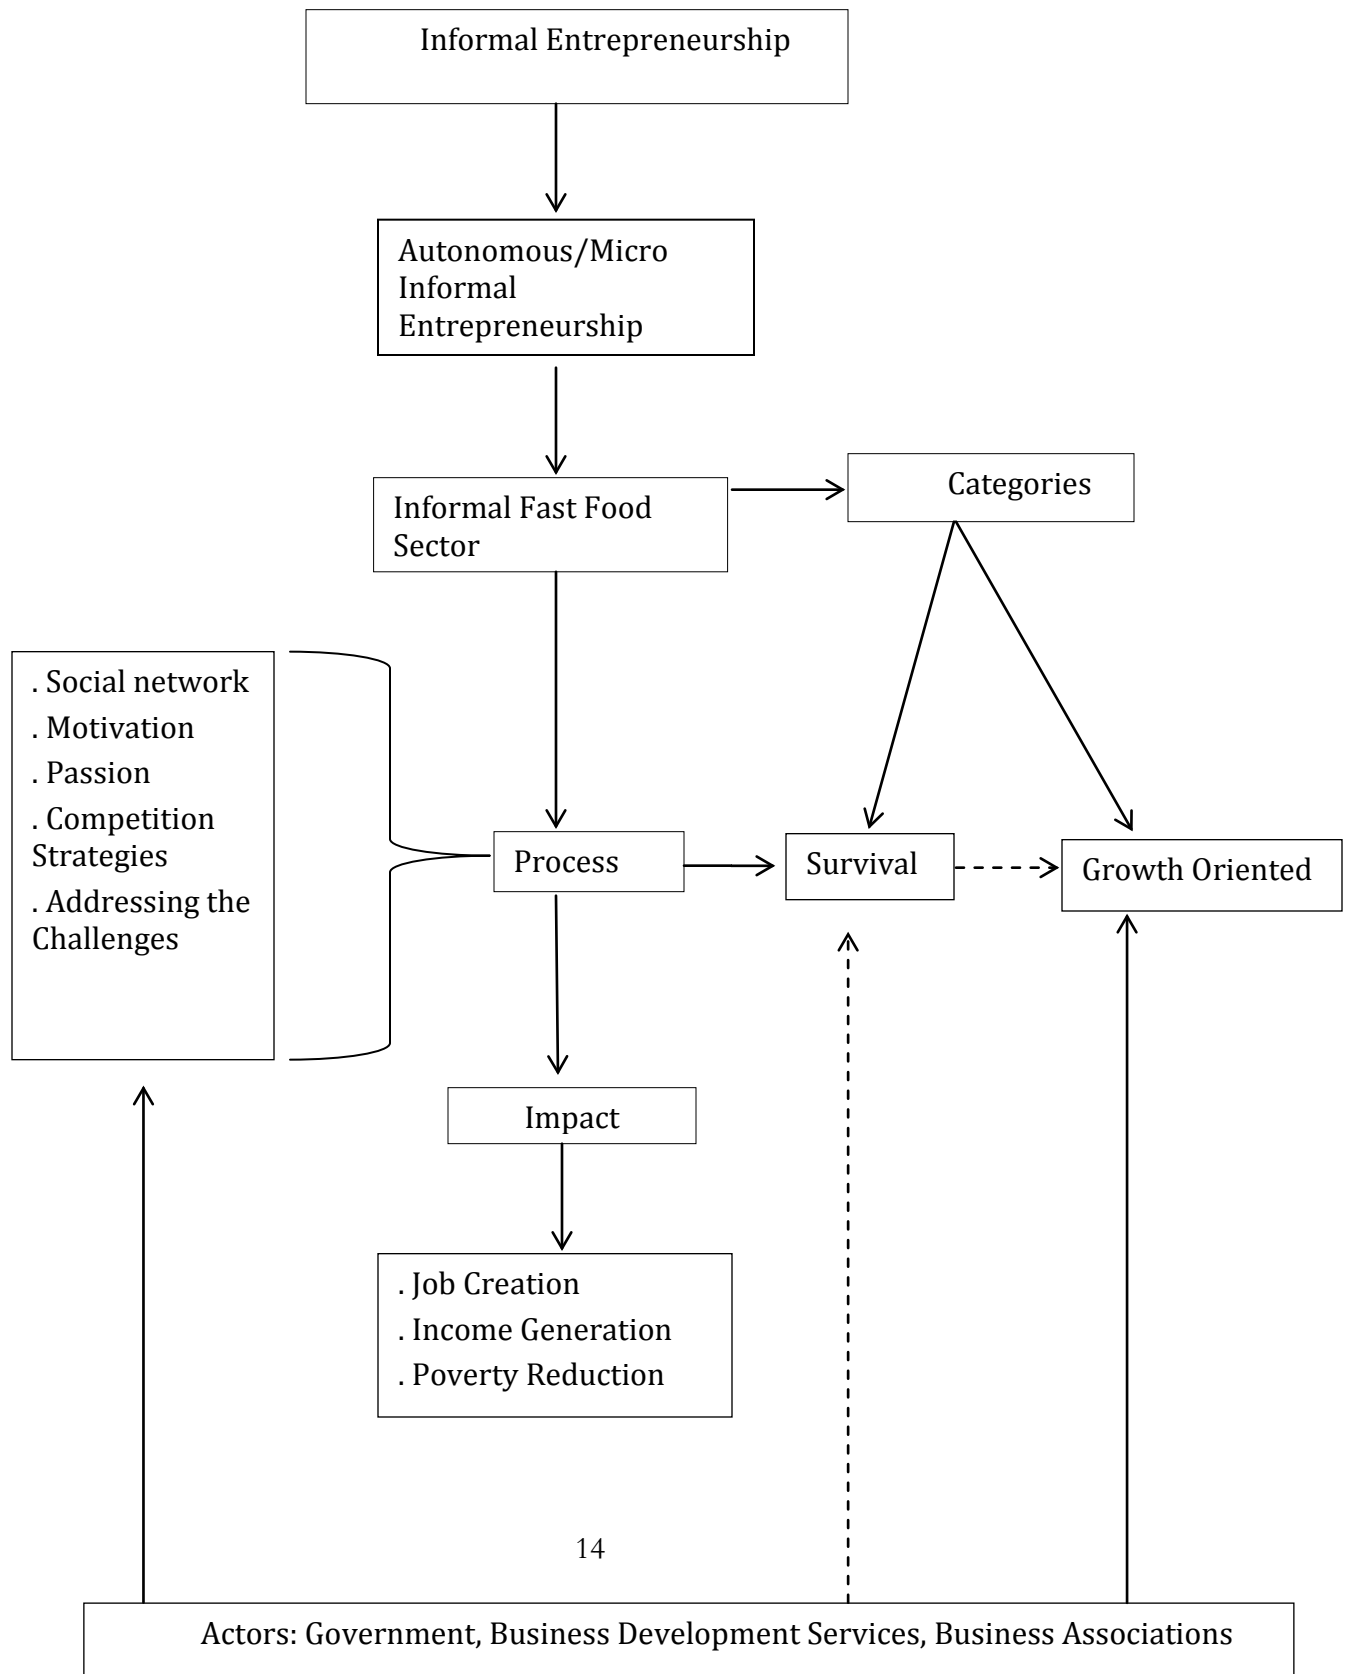 Informal Entrepreneurship
Autonomous/Micro
Informal
Entrepreneurship
Informal Fast Food
Sector
Categories
. Social network
. Motivation
. Passion
. Competition
Strategies
. Addressing the
Challenges
Process
Survival
Growth Oriented
Impact
. Job Creation
. Income Generation
. Poverty Reduction
14
Actors: Government, Business Development Services, Business Associations